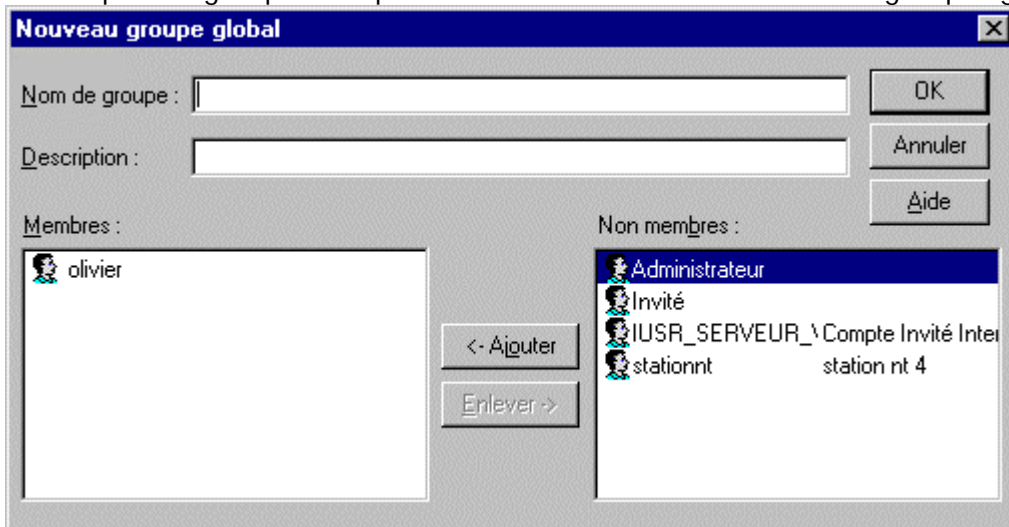 Nouveau groupe global
Nom de groupe :
OK
Description :
Annuler
Aide
Membres :
Non membres :
olivier
Administrateur
Invité
IUSR_SERVEUR_ Compte Invité Inter
stationnt station nt 4
<- Ajouter
Enlever ->